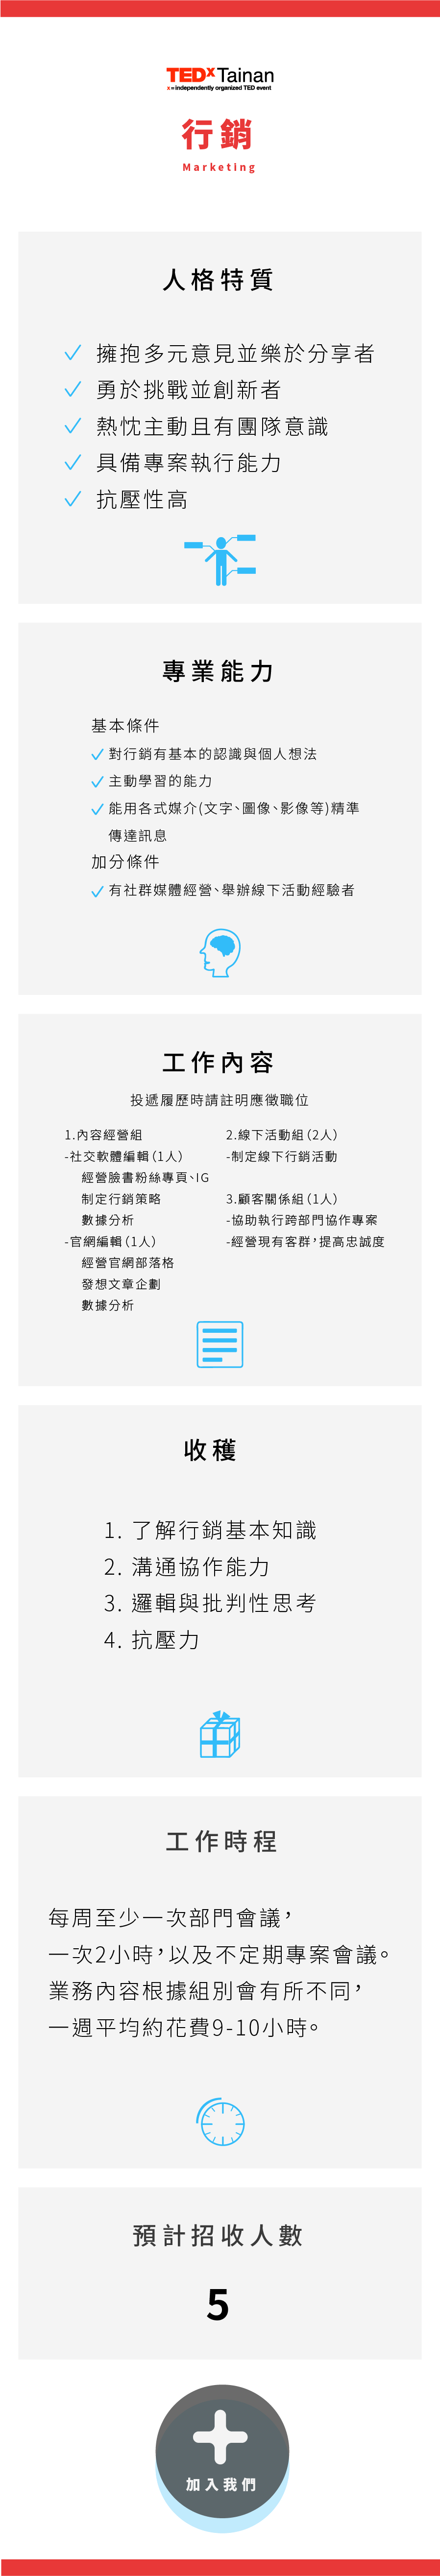 TEDxTainan
x = independently organized TED event
行銷
Marketing
人格特質
擁抱多元意見並樂於分享者
勇於挑戰並創新者
熱忱主動且有團隊意識
具備專案執行能力
抗壓性高
專業能力
基本條件
對行銷有基本的認識與個人想法
主動學習的能力
能用各式媒介(文字、圖像、影像等)精準
傳達訊息
加分條件
有社群媒體經營、舉辦線下活動經驗者
工作內容
投遞履歷時請註明應徵職位
1.內容經營組
-社交軟體編輯(1人)
經營臉書粉絲專頁、IG
制定行銷策略
數據分析
-官網編輯(1人)
經營官網部落格
發想文章企劃
數據分析
2.線下活動組(2人)
-制定線下行銷活動
3.顧客關係組(1人)
-協助執行跨部門協作專案
-經營現有客群,提高忠誠度
收穫
1. 了解行銷基本知識
2. 溝通協作能力
3. 邏輯與批判性思考
4. 抗壓力
工作時程
每周至少一次部門會議,
一次2小時,以及不定期專案會議。
業務內容根據組別會有所不同,
一週平均約花費9-10小時。
預計招收人數
5
加入我們